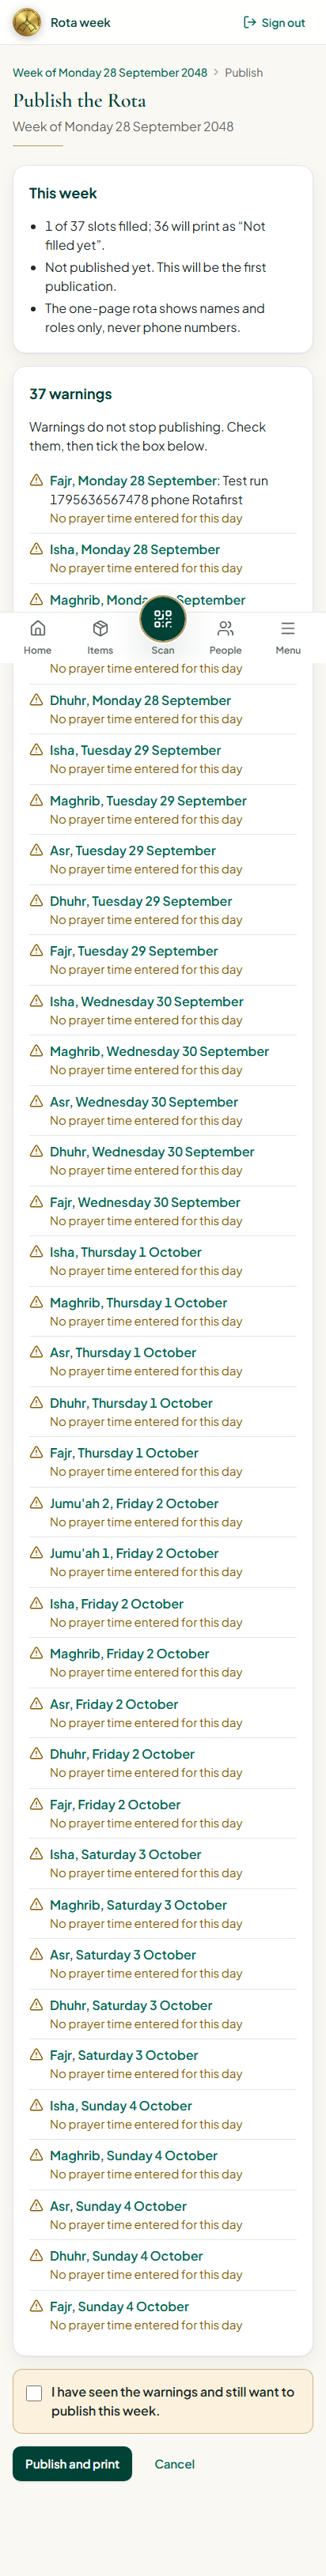 Rota week
Sign out
Week of Monday 28 September 2048 > Publish
Publish the Rota
Week of Monday 28 September 2048
This week
• 1 of 37 slots filled; 36 will print as “Not
filled yet”.
• Not published yet. This will be the first
publication.
• The one-page rota shows names and
roles only, never phone numbers.
37 warnings
Warnings do not stop publishing. Check
them, then tick the box below.
Fajr, Monday 28 September: Test run
1795636567478 phone Rotafirst
No prayer time entered for this day
Isha, Monday 28 September
No prayer time entered for this day
Maghrib, September
Home
Items
Scan
People
Menu
No prayer time entered for this day
Dhuhr, Monday 28 September
No prayer time entered for this day
Isha, Tuesday 29 September
No prayer time entered for this day
Maghrib, Tuesday 29 September
No prayer time entered for this day
Asr, Tuesday 29 September
No prayer time entered for this day
Dhuhr, Tuesday 29 September
No prayer time entered for this day
Fajr, Tuesday 29 September
No prayer time entered for this day
Isha, Wednesday 30 September
No prayer time entered for this day
Maghrib, Wednesday 30 September
No prayer time entered for this day
Asr, Wednesday 30 September
No prayer time entered for this day
Dhuhr, Wednesday 30 September
No prayer time entered for this day
Fajr, Wednesday 30 September
No prayer time entered for this day
Isha, Thursday 1 October
No prayer time entered for this day
Maghrib, Thursday 1 October
No prayer time entered for this day
Asr, Thursday 1 October
No prayer time entered for this day
Dhuhr, Thursday 1 October
No prayer time entered for this day
Fajr, Thursday 1 October
No prayer time entered for this day
Jumu'ah 2, Friday 2 October
No prayer time entered for this day
Jumu'ah 1, Friday 2 October
No prayer time entered for this day
Isha, Friday 2 October
No prayer time entered for this day
Maghrib, Friday 2 October
No prayer time entered for this day
Asr, Friday 2 October
No prayer time entered for this day
Dhuhr, Friday 2 October
No prayer time entered for this day
Fajr, Friday 2 October
No prayer time entered for this day
Isha, Saturday 3 October
No prayer time entered for this day
Maghrib, Saturday 3 October
No prayer time entered for this day
Asr, Saturday 3 October
No prayer time entered for this day
Dhuhr, Saturday 3 October
No prayer time entered for this day
Fajr, Saturday 3 October
No prayer time entered for this day
Isha, Sunday 4 October
No prayer time entered for this day
Maghrib, Sunday 4 October
No prayer time entered for this day
Asr, Sunday 4 October
No prayer time entered for this day
Dhuhr, Sunday 4 October
No prayer time entered for this day
Fajr, Sunday 4 October
No prayer time entered for this day
I have seen the warnings and still want to
publish this week.
Publish and print
Cancel